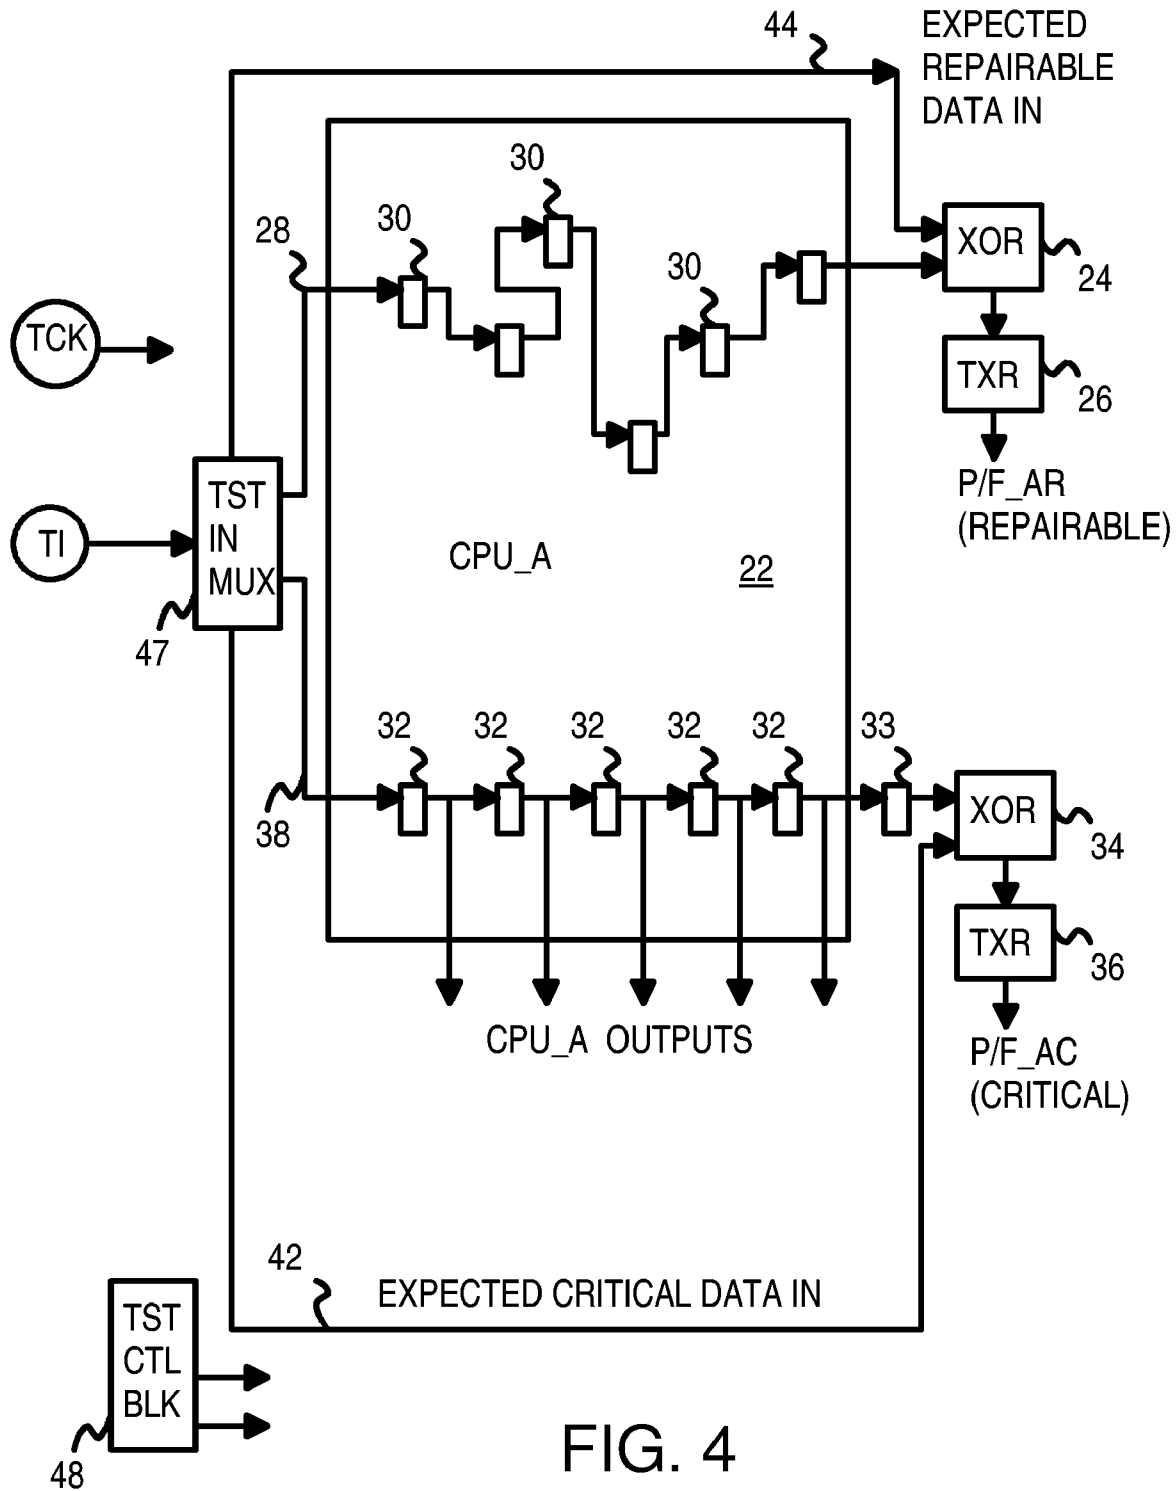 44
EXPECTED
REPAIRABLE
DATA IN
30
28
30
30
XOR
24
TCK
TXR
26
P/F_AR
(REPAIRABLE)
TST
IN
MUX
TI
CPU_A
22
47
32
32
32
32
32
33
38
XOR
34
TXR
36
CPU_A OUTPUTS
P/F_AC
(CRITICAL)
42
EXPECTED CRITICAL DATA IN
TST
CTL
BLK
48
FIG. 4